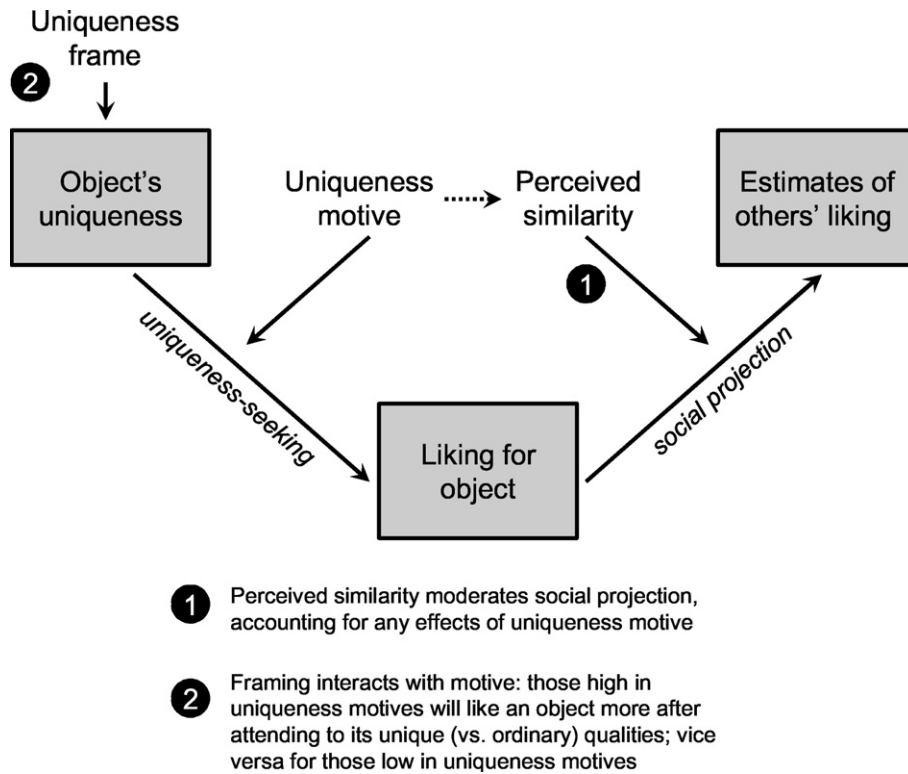 Uniqueness
frame
2
Object's
uniqueness
Uniqueness
motive
Perceived
similarity
Estimates of
others' liking
1
uniqueness-seeking
social projection
Liking for
object
1 Perceived similarity moderates social projection,
accounting for any effects of uniqueness motive
2 Framing interacts with motive: those high in
uniqueness motives will like an object more after
attending to its unique (vs. ordinary) qualities; vice
versa for those low in uniqueness motives